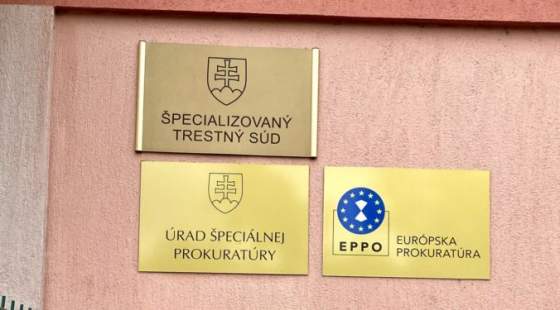 ŠPECIALIZOVANÝ
TRESTNÝ SÚD
ÚRAD ŠPECIÁLNEJ
PROKURATÚRY
EPPO
EURÓPSKA
PROKURATÚRA